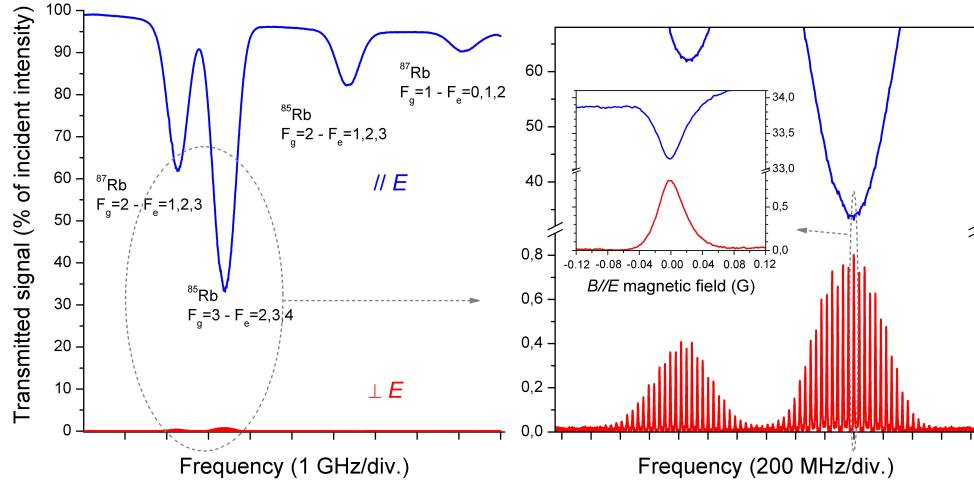 Transmitted signal (% of incident intensity)
100
90
80
70
60
50
40
30
20
10
0
87Rb
Fg=2 - Fe=1,2,3
85Rb
Fg=3 - Fe=2,3,4
85Rb
Fg=2 - Fe=1,2,3
87Rb
Fg=1 - Fe=0,1,2
// E
⊥ E
Frequency (1 GHz/div.)
60
50
40
0,8
0,6
0,4
0,2
0,0
34,0
33,5
33,0
0,5
0,0
-0.12 -0.08 -0.04 0.00 0.04 0.08 0.12
B//E magnetic field (G)
Frequency (200 MHz/div.)